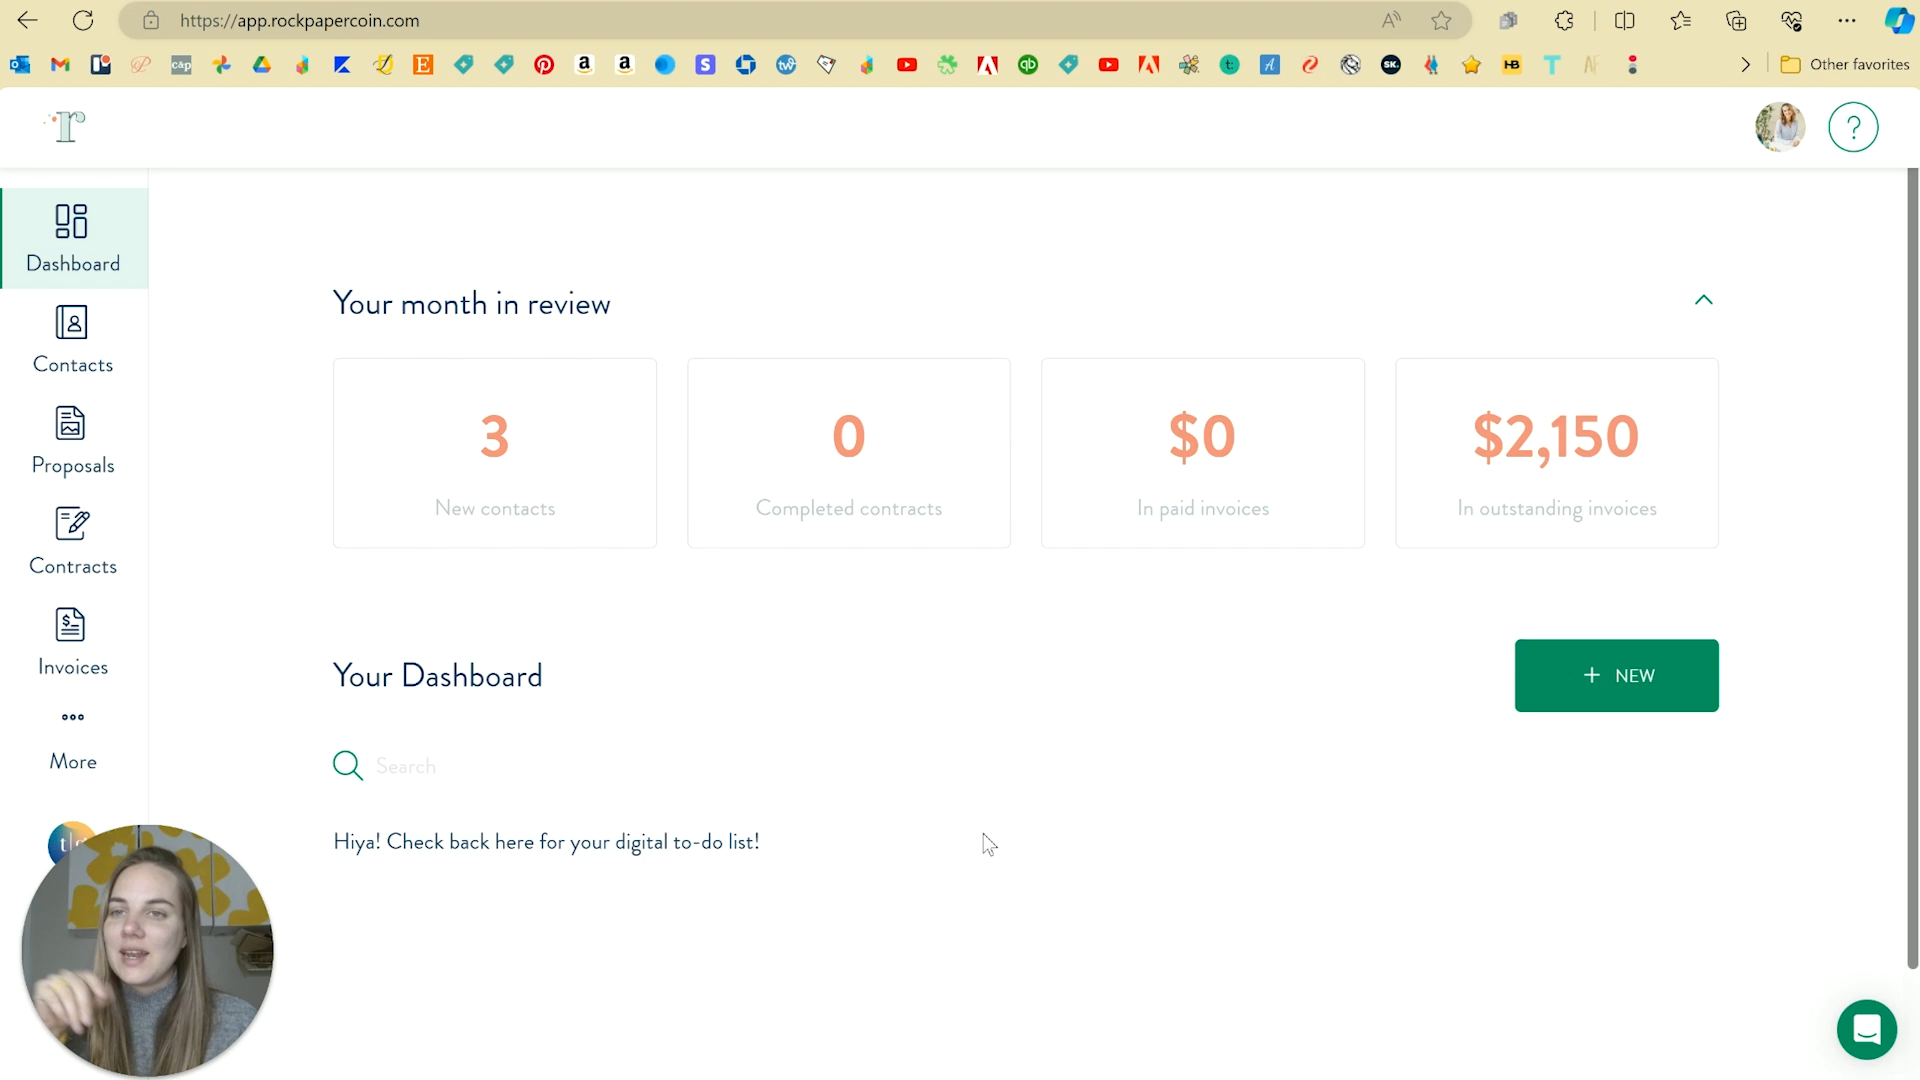 https://app.rockpapercoin.com
Other favorites
r
Dashboard
Contacts
Proposals
Contracts
Invoices
More
Your month in review
3
New contacts
0
Completed contracts
$0
In paid invoices
$2,150
In outstanding invoices
Your Dashboard
+ NEW
Search
Hiya! Check back here for your digital to-do list!